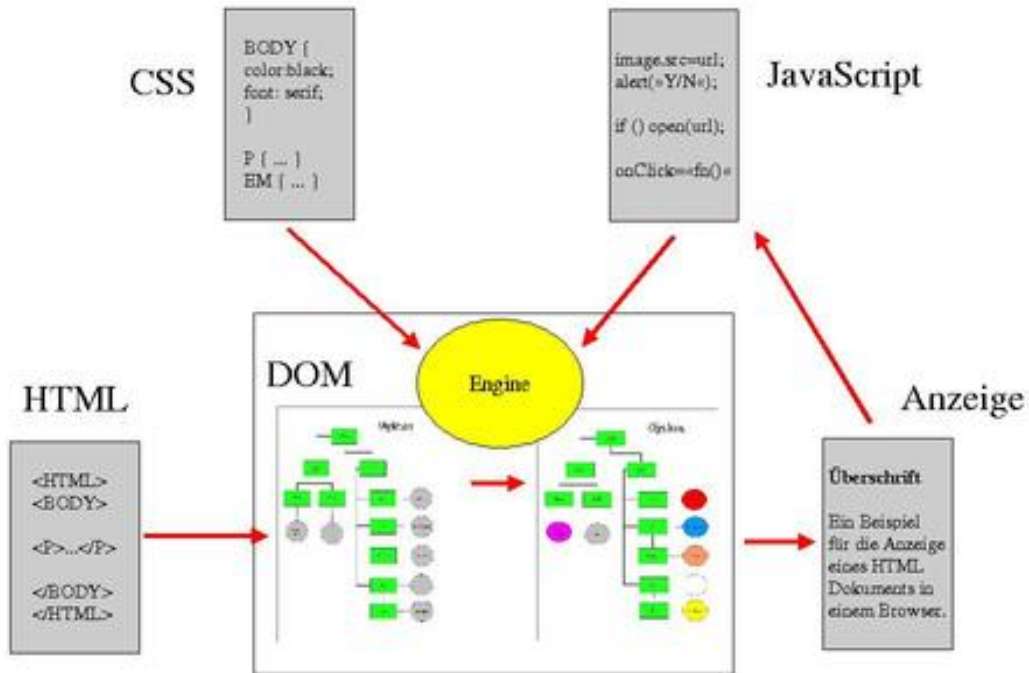 CSS
BODY {
color:black;
font: serif;
}
P { ... }
EM { ... }
JavaScript
image.src=url;
alert(»Y/N«);
if () open(url);
onClick=«fn()«
HTML
<HTML>
<BODY>
<P>...</P>
</BODY>
</HTML>
DOM
Engine
Anzeige
Überschrift
Ein Beispiel
für die Anzeige
eines HTML
Dokuments in
einem Browser.